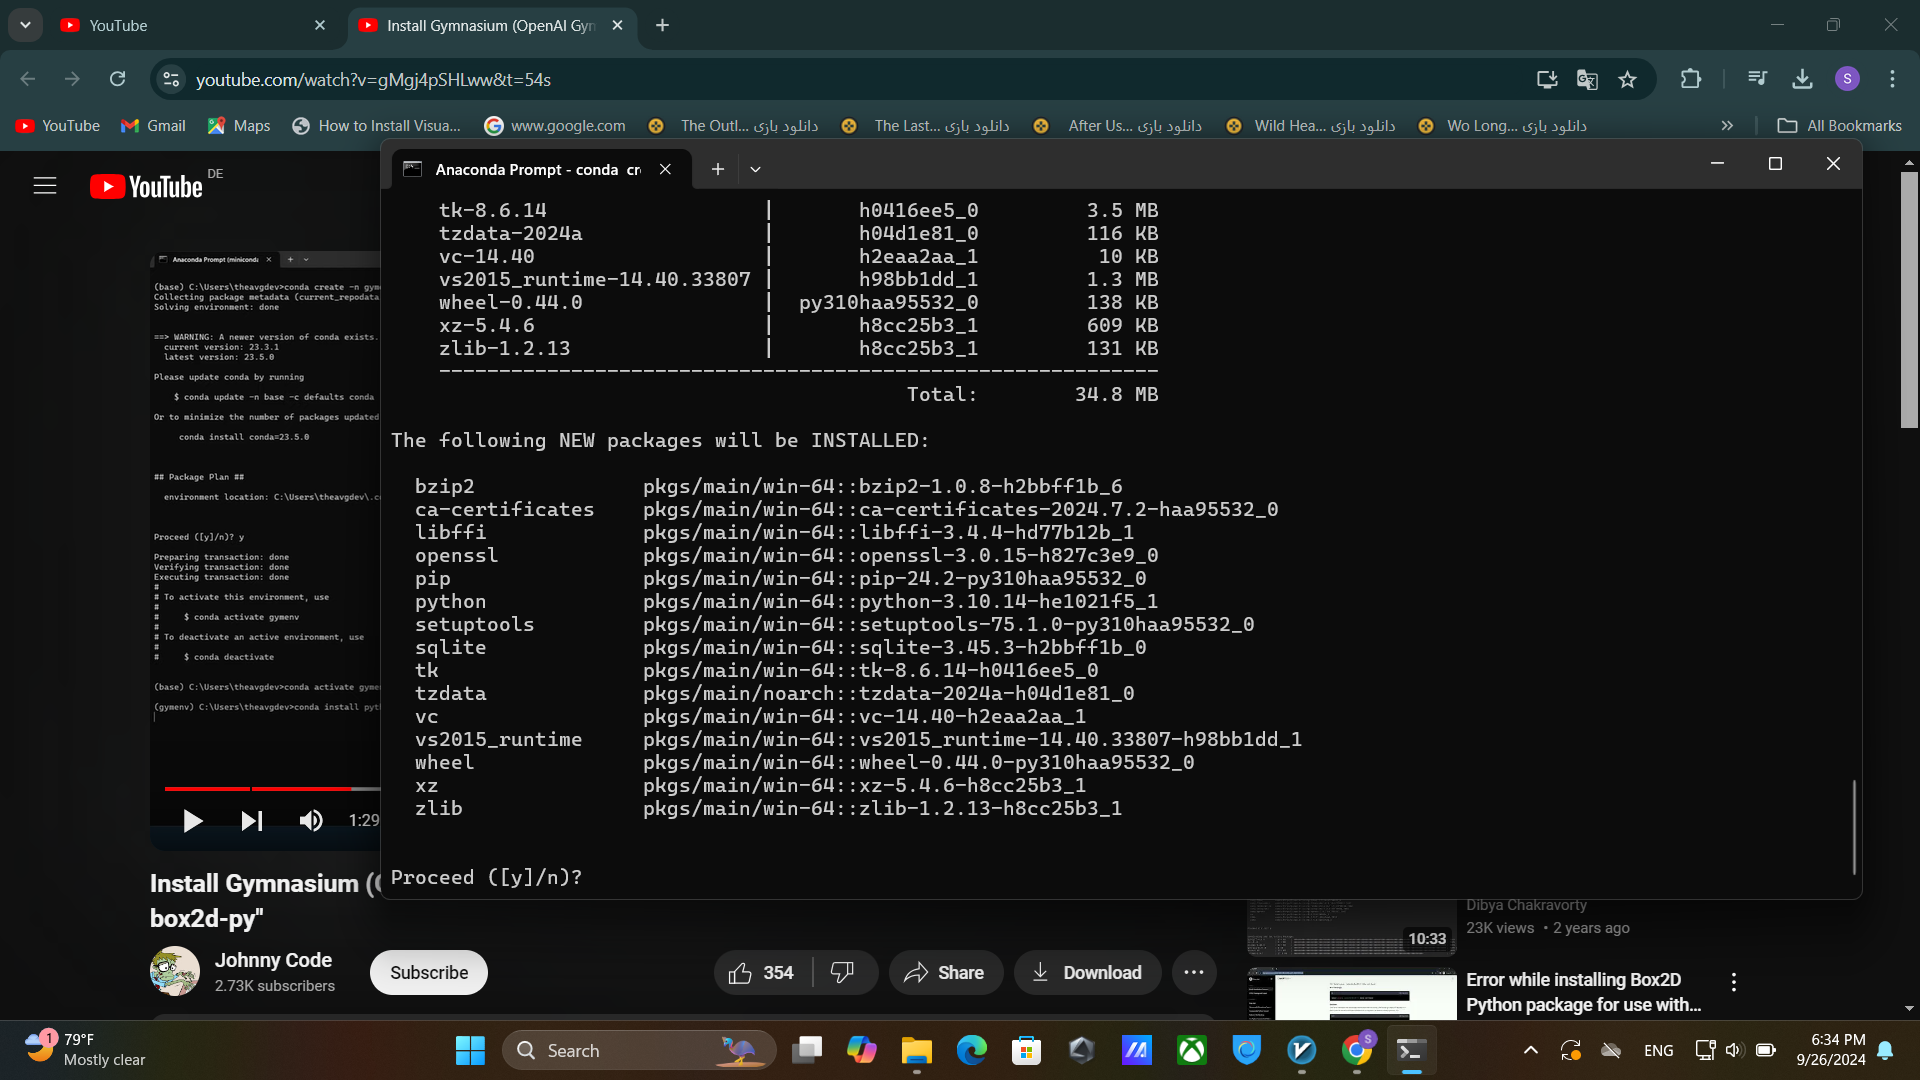 YouTube
Install Gymnasium (OpenAI Gyn
youtube.com/watch?v=gMgj4pSHLww&t=54s
S
YouTube
Gmail
Maps
How to Install Visua...
www.google.com
The Outl... دانلود بازی
The Last... دانلود بازی
After Us... دانلود بازی
Wild Hea... دانلود بازی
Wo Long... دانلود بازی
All Bookmarks
YouTube DE
Anaconda Prompt - conda cr
tk-8.6.14 | h0416ee5_0 3.5 MB
tzdata-2024a | h04d1e81_0 116 KB
vc-14.40 | h2eaa2aa_1 10 KB
vs2015_runtime-14.40.33807 | h98bb1dd_1 1.3 MB
wheel-0.44.0 | py310haa95532_0 138 KB
xz-5.4.6 | h8cc25b3_1 609 KB
zlib-1.2.13 | h8cc25b3_1 131 KB
------------------------------------------------------------
Total: 34.8 MB
The following NEW packages will be INSTALLED:
bzip2 pkgs/main/win-64::bzip2-1.0.8-h2bbff1b_6
ca-certificates pkgs/main/win-64::ca-certificates-2024.7.2-haa95532_0
libffi pkgs/main/win-64::libffi-3.4.4-hd77b12b_1
openssl pkgs/main/win-64::openssl-3.0.15-h827c3e9_0
pip pkgs/main/win-64::pip-24.2-py310haa95532_0
python pkgs/main/win-64::python-3.10.14-he1021f5_1
setuptools pkgs/main/win-64::setuptools-75.1.0-py310haa95532_0
sqlite pkgs/main/win-64::sqlite-3.45.3-h2bbff1b_0
tk pkgs/main/win-64::tk-8.6.14-h0416ee5_0
tzdata pkgs/main/noarch::tzdata-2024a-h04d1e81_0
vc pkgs/main/win-64::vc-14.40-h2eaa2aa_1
vs2015_runtime pkgs/main/win-64::vs2015_runtime-14.40.33807-h98bb1dd_1
wheel pkgs/main/win-64::wheel-0.44.0-py310haa95532_0
xz pkgs/main/win-64::xz-5.4.6-h8cc25b3_1
zlib pkgs/main/win-64::zlib-1.2.13-h8cc25b3_1
Proceed ([y]/n)?
Anaconda Prompt (minicond
(base) C:\Users\theavgdev>conda create -n gym
Collecting package metadata (current_repodata
Solving environment: done
==> WARNING: A newer version of conda exists.
current version: 23.3.1
latest version: 23.5.0
Please update conda by running
$ conda update -n base -c defaults conda
Or to minimize the number of packages updated
conda install conda=23.5.0
## Package Plan ##
environment location: C:\Users\theavgdev\.c
Proceed ([y]/n)? y
Preparing transaction: done
Verifying transaction: done
Executing transaction: done
#
# To activate this environment, use
#
# $ conda activate gymenv
#
# To deactivate an active environment, use
#
# $ conda deactivate
(base) C:\Users\theavgdev>conda activate gyme
(gymenv) C:\Users\theavgdev>conda install pyt
1:29
Install Gymnasium (
box2d-py"
Johnny Code
2.73K subscribers
Subscribe
354
Share
Download
Dibya Chakravorty
23K views • 2 years ago
10:33
Error while installing Box2D
Python package for use with...
1
79°F
Mostly clear
Search
S
ENG
6:34 PM
9/26/2024